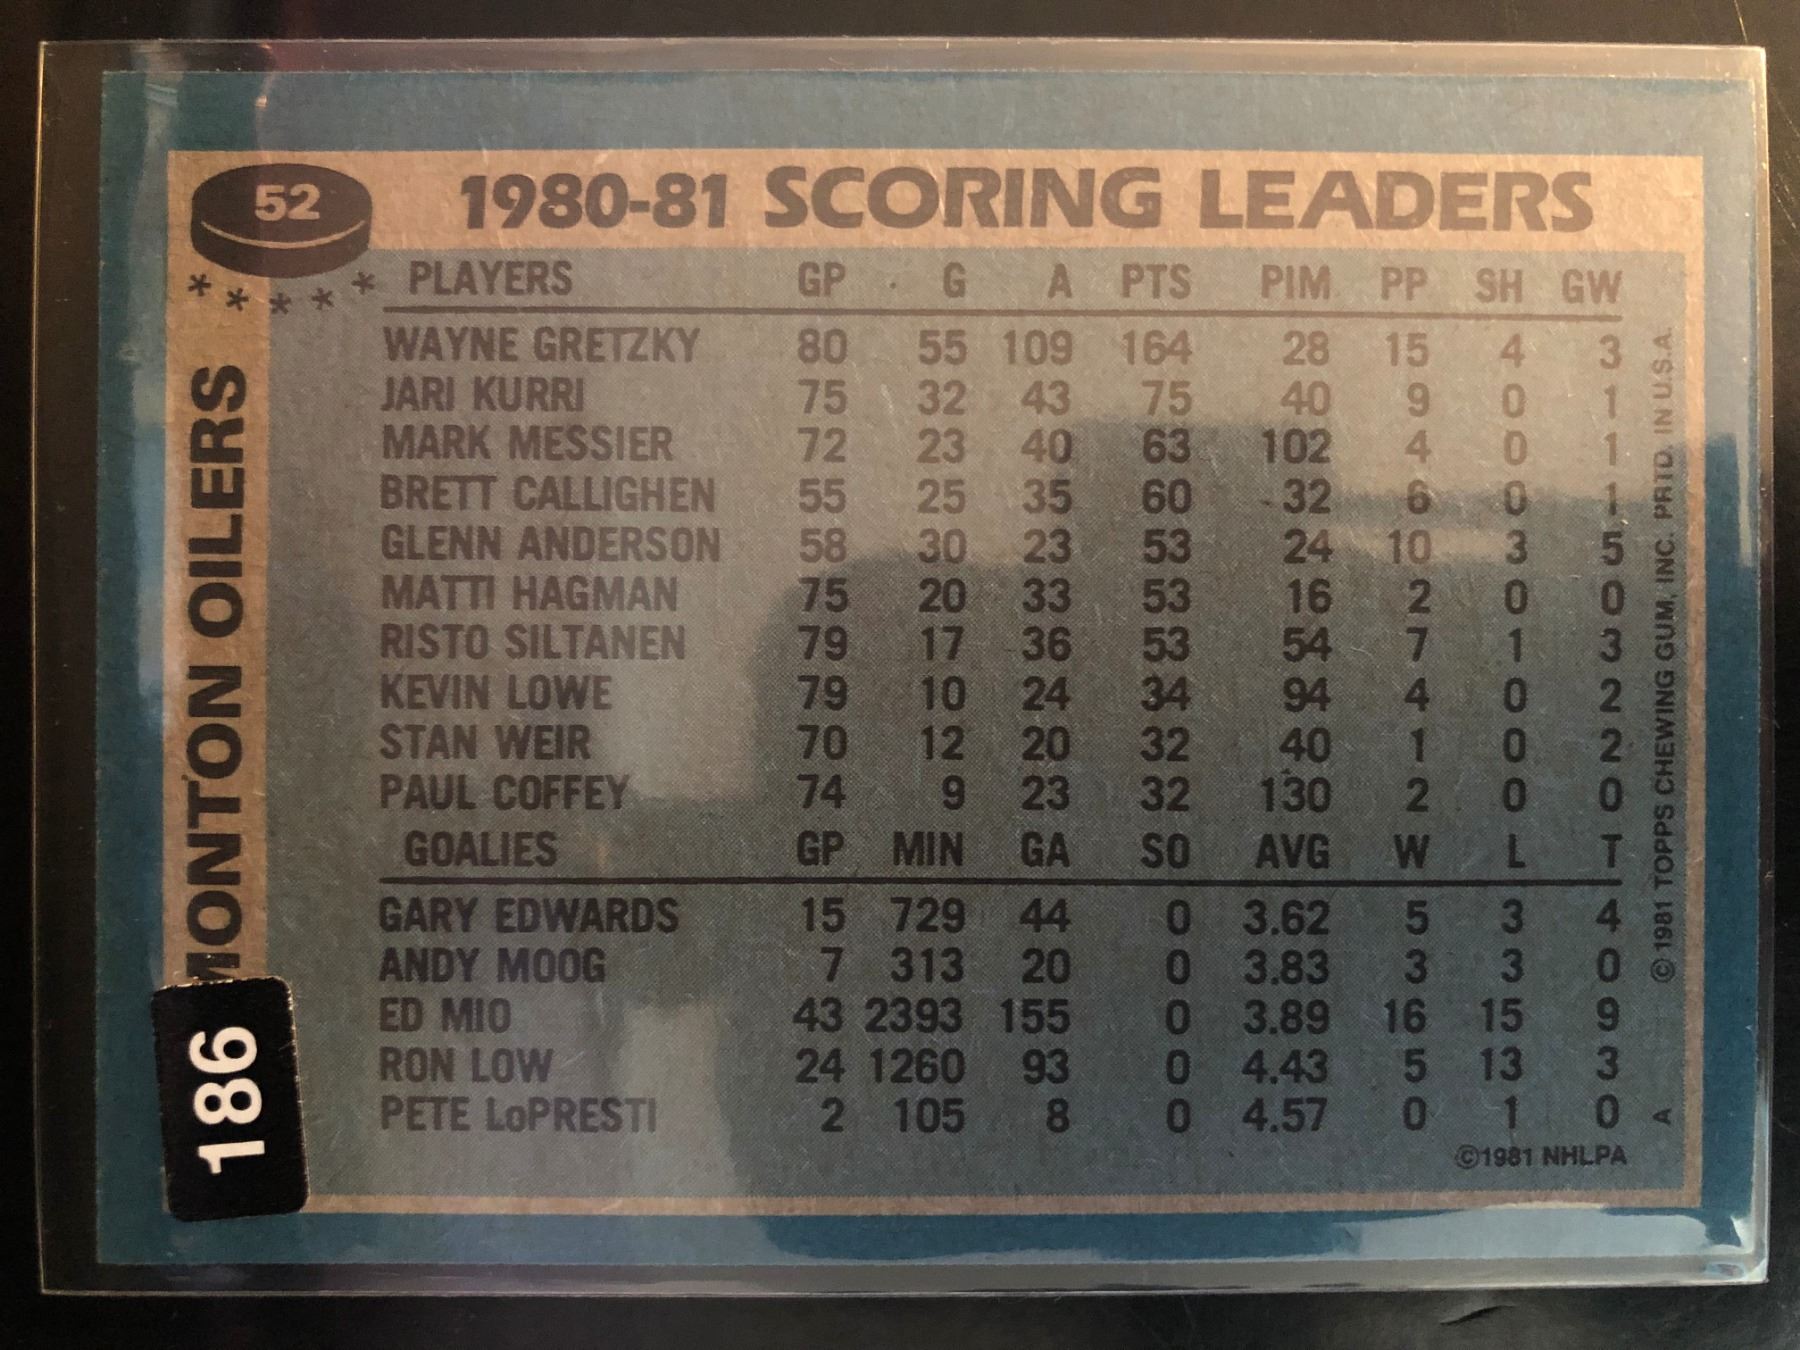 52
1980-81 SCORING LEADERS
* * * * *
PLAYERS GP G A PTS PIM PP SH GW
WAYNE GRETZKY 80 55 109 164 28 15 4 3
JARI KURRI 75 32 43 75 40 9 0 1
MARK MESSIER 72 23 40 63 102 4 0 1
BRETT CALLIGHEN 55 25 35 60 32 6 0 1
GLENN ANDERSON 58 30 23 53 24 10 3 5
MATTI HAGMAN 75 20 33 53 16 2 0 0
RISTO SILTANEN 79 17 36 53 54 7 1 3
KEVIN LOWE 79 10 24 34 94 4 0 2
STAN WEIR 70 12 20 32 40 1 0 2
PAUL COFFEY 74 9 23 32 130 2 0 0
GOALIES GP MIN GA SO AVG W L T
GARY EDWARDS 15 729 44 0 3.62 5 3 4
ANDY MOOG 7 313 20 0 3.83 3 3 0
ED MIO 43 2393 155 0 3.89 16 15 9
RON LOW 24 1260 93 0 4.43 5 13 3
PETE LoPRESTI 2 105 8 0 4.57 0 1 0
©1981 NHLPA
MONTON OILERS
186
© 1981 TOPPS CHEWING GUM, INC. PRTD. IN U.S.A.
A